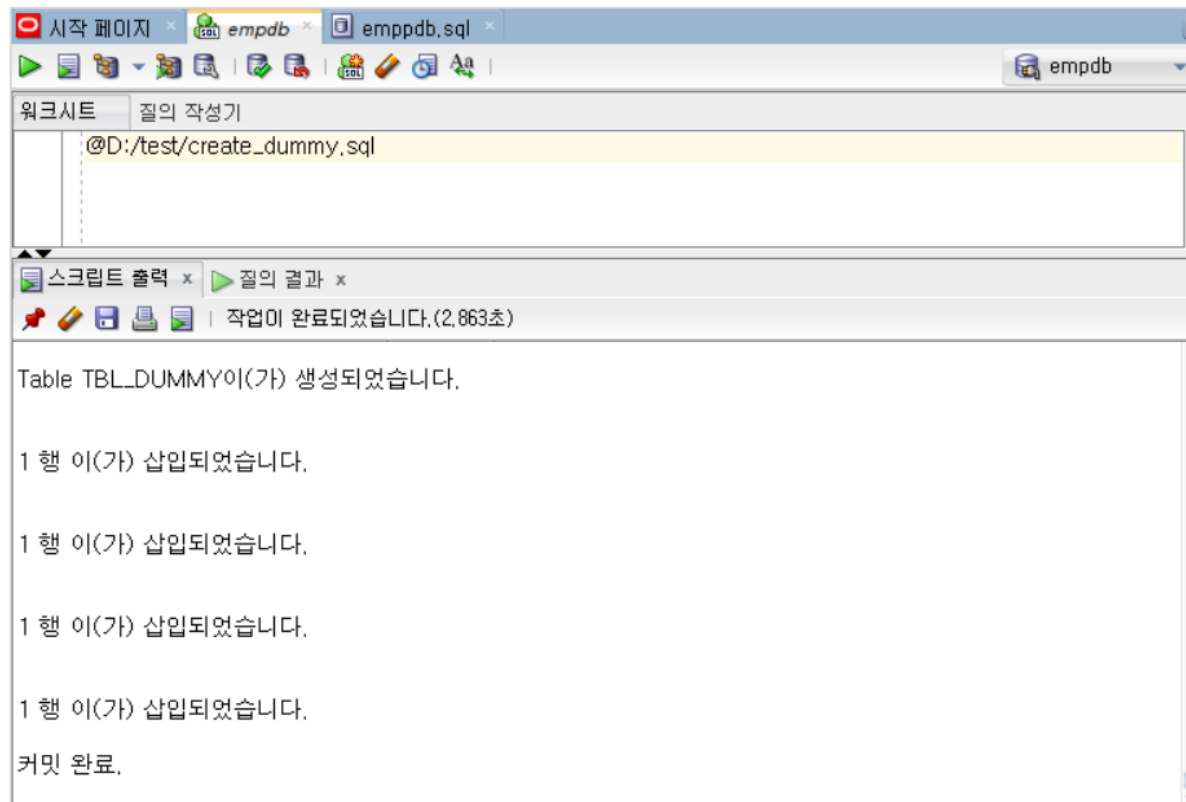 시작 페이지 empdb emppdb.sql
empdb
워크시트 질의 작성기
@D:/test/create_dummy.sql
스크립트 출력 x 질의 결과 x
작업이 완료되었습니다.(2.863초)
Table TBL_DUMMY이(가) 생성되었습니다.
1 행 이(가) 삽입되었습니다.
1 행 이(가) 삽입되었습니다.
1 행 이(가) 삽입되었습니다.
1 행 이(가) 삽입되었습니다.
커밋 완료.